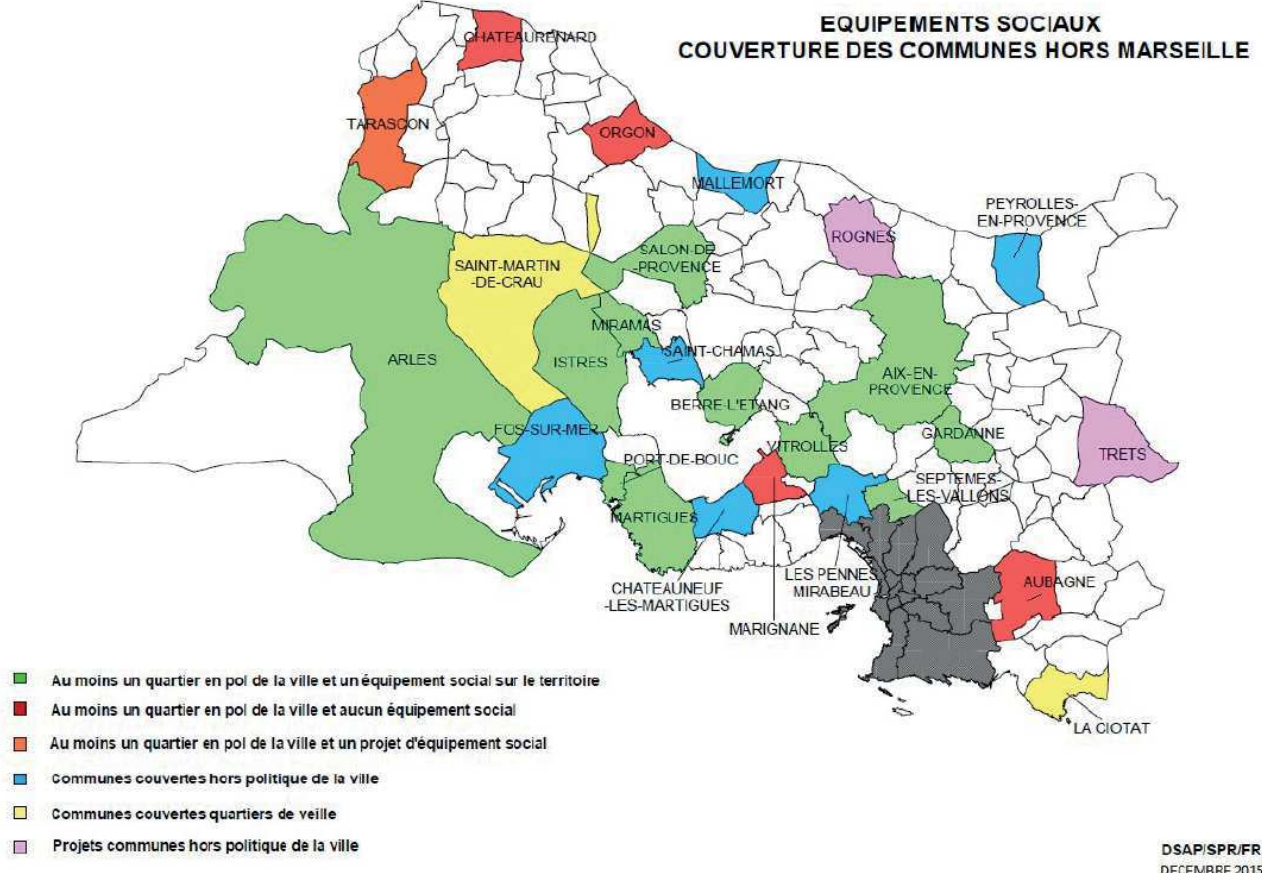 EQUIPEMENTS SOCIAUX
COUVERTURE DES COMMUNES HORS MARSEILLE
CHATEAURENARD
TARASCON
ORGON
MALLEMORT
PEYROLLES-
EN-PROVENCE
ROGNES
SALON-DE
-PROVENCE
SAINT-MARTIN
-DE-CRAU
MIRAMAS
SAINT-CHAMAS
ARLES
ISTRES
AIX-EN-
PROVENCE
BERRE-L'ETANG
FOS-SUR-MER
VITROLLES
GARDANNE
PORT-DE-BOUC
TRETS
SEPTEMES-
LES-VALLONS
MARTIGUES
CHATEAUNEUF
-LES-MARTIGUES
LES PENNES
MIRABEAU
AUBAGNE
MARIGNANE
LA CIOTAT
Au moins un quartier en pol de la ville et un équipement social sur le territoire
Au moins un quartier en pol de la ville et aucun équipement social
Au moins un quartier en pol de la ville et un projet d'équipement social
Communes couvertes hors politique de la ville
Communes couvertes quartiers de veille
Projets communes hors politique de la ville
DSAP/SPR/FR
DECEMBRE 2015